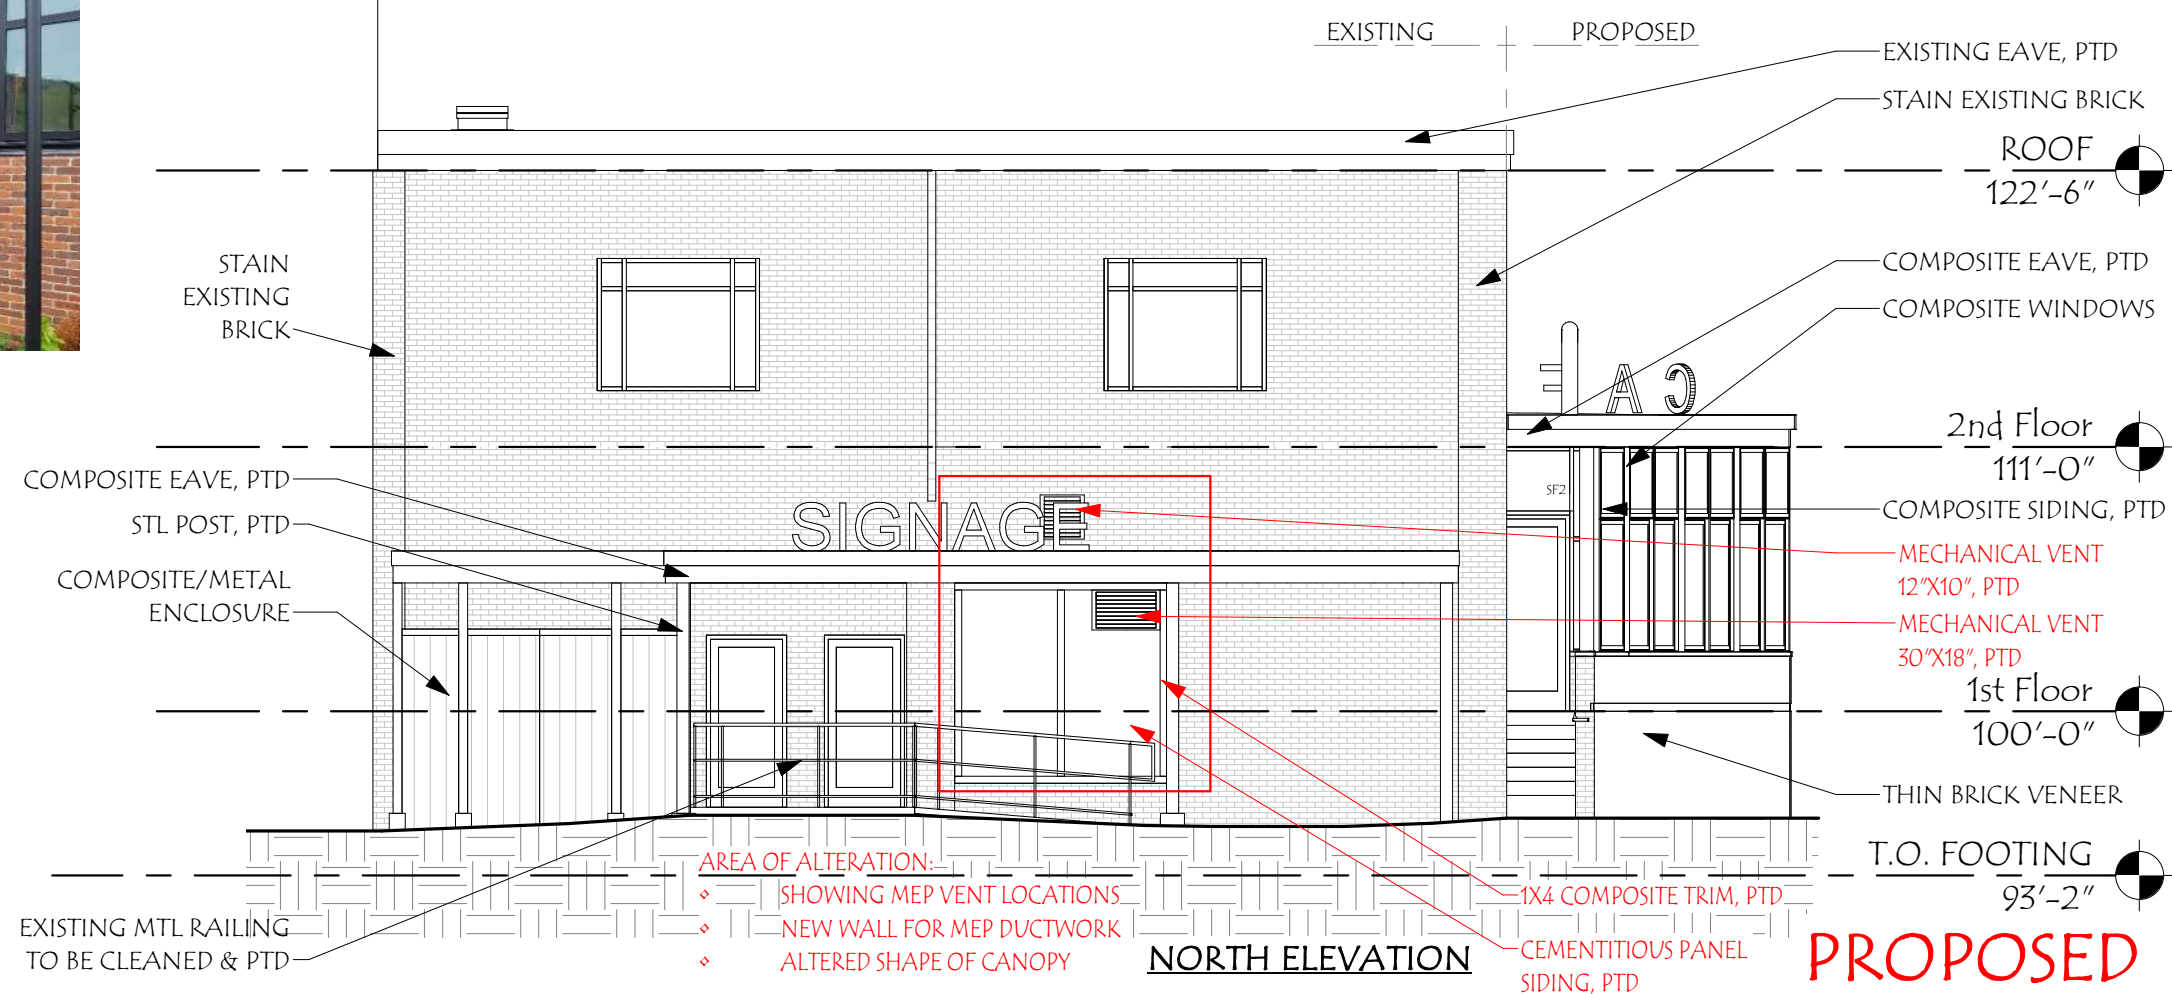 EXISTING
PROPOSED
EXISTING EAVE, PTD
STAIN EXISTING BRICK
ROOF
122'-6"
STAIN
EXISTING
BRICK
COMPOSITE EAVE, PTD
COMPOSITE WINDOWS
E A C
2nd Floor
111'-0"
COMPOSITE EAVE, PTD
STL POST, PTD
COMPOSITE/METAL
ENCLOSURE
SIGNAGE
SF2
COMPOSITE SIDING, PTD
MECHANICAL VENT
12"X10", PTD
MECHANICAL VENT
30"X18", PTD
1st Floor
100'-0"
THIN BRICK VENEER
T.O. FOOTING
93'-2"
EXISTING MTL RAILING
TO BE CLEANED & PTD
AREA OF ALTERATION:
◦ SHOWING MEP VENT LOCATIONS
◦ NEW WALL FOR MEP DUCTWORK
◦ ALTERED SHAPE OF CANOPY
NORTH ELEVATION
1X4 COMPOSITE TRIM, PTD
CEMENTITIOUS PANEL
SIDING, PTD
PROPOSED